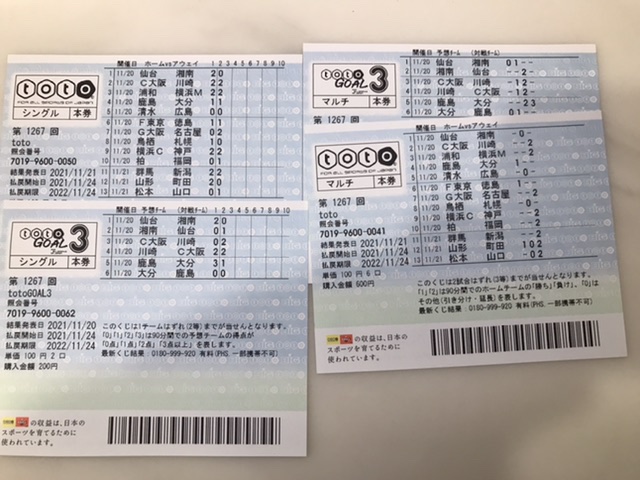 toto
FOR ALL SPORTS OF JAPAN
シングル 本券
第 1267 回
toto
照会番号
7019-9600-0050
結果発表日 2021/11/21
払戻開始日 2021/11/24
払戻期限 2022/11/24
開催日 ホームvsアウェイ 1 2 3 4 5 6 7 8 9 10
1 11/20 仙台 湘南 2 0
2 11/20 C大阪 川崎 2 2
3 11/20 浦和 横浜M 2 2
4 11/20 鹿島 大分 1 1
5 11/20 清水 広島 2 2
6 11/20 F東京 徳島 1 1
7 11/20 G大阪 名古屋 0 2
8 11/20 鳥栖 札幌 1 0
9 11/20 横浜C 神戸 2 2
10 11/20 柏 福岡 0 1
11 11/21 群馬 新潟 2 2
12 11/21 山形 町田 2 0
13 11/21 松本 山口 0 1
toto
GOAL 3
シングル 本券
第 1267 回
totoGOAL3
照会番号
7019-9600-0062
結果発表日 2021/11/20
払戻開始日 2021/11/24
払戻期限 2022/11/24
単価 100円 2口
購入金額 200円
開催日 予想ﾁｰﾑ (対戦ﾁｰﾑ) 1 2 3 4 5 6 7 8 9 10
1 11/20 仙台 湘南 2 0
2 11/20 湘南 仙台 0 1
3 11/20 C大阪 川崎 0 2
4 11/20 川崎 C大阪 2 2
5 11/20 鹿島 大分 3 1
6 11/20 大分 鹿島 0 0
このくじは1チームはずれ(2等)までが当せんとなります。
「0」「1」「2」「3」は90分間での予想チームの得点が
「0点」「1点」「2点」「3点以上」を表します。
最新くじ結果:0180-999-920 有料(PHS、一部携帯不可)
の収益は、日本の
スポーツを育てるために
使われています。
toto
GOAL 3
マルチ 本券
第 1267
開催日 予想ﾁｰﾑ (対戦ﾁｰﾑ)
1 11/20 仙台 湘南 0 1 - -
2 11/20 湘南 仙台 - - 2 -
3 11/20 C大阪 川崎 - 1 2 -
4 11/20 川崎 C大阪 - 1 2 -
5 11/20 鹿島 大分 - - 2 3
6 11/20 大分 鹿島 0 1 - -
toto
FOR ALL SPORTS OF JAPAN
マルチ 本券
第 1267 回
toto
照会番号
7019-9600-0041
結果発表日 2021/11/21
払戻開始日 2021/11/24
払戻期限 2022/11/24
単価 100円 6口
購入金額 600円
開催日 ホームvsアウェイ
1 11/20 仙台 湘南 - 0 -
2 11/20 C大阪 川崎 - - 2
3 11/20 浦和 横浜M - - 2
4 11/20 鹿島 大分 1 - -
5 11/20 清水 広島 - 0 -
6 11/20 F東京 徳島 1 - -
7 11/20 G大阪 名古屋 - - 2
8 11/20 鳥栖 札幌 - 0 -
9 11/20 横浜C 神戸 - - 2
10 11/20 柏 福岡
11 11/21 群馬 新潟 - - 2
12 11/21 山形 町田 1 0 2
13 11/21 松本 山口 - 0 2
このくじは2試合はずれ(3等)までが当せんとなります。
「1」「2」は90分間でのホームチームの「勝ち」「負け」、「0」は
その他(引き分け・延長)を表します。
最新くじ結果:0180-999-920 有料(PHS、一部携帯不可)
の収益は、日本の
スポーツを育てるために
使われています。